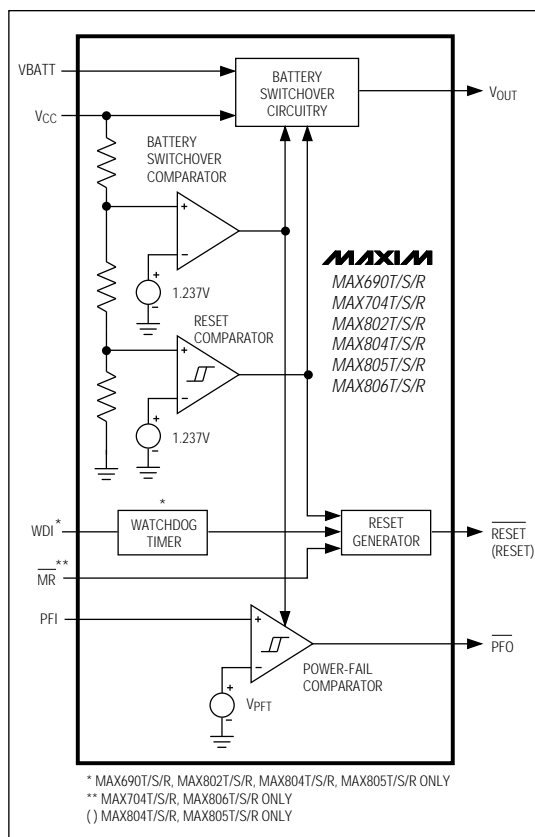 VBATT
BATTERY
SWITCHOVER
CIRCUITRY
VOUT
VCC
BATTERY
SWITCHOVER
COMPARATOR
+
–
+
–
1.237V
MAXIM
MAX690T/S/R
MAX704T/S/R
MAX802T/S/R
MAX804T/S/R
MAX805T/S/R
MAX806T/S/R
RESET
COMPARATOR
+
–
+
–
1.237V
*
WDI*
WATCHDOG
TIMER
RESET
GENERATOR
RESET
(RESET)
MR**
PFI
+
–
PFO
POWER-FAIL
COMPARATOR
+
–
VPFT
* MAX690T/S/R, MAX802T/S/R, MAX804T/S/R, MAX805T/S/R ONLY
** MAX704T/S/R, MAX806T/S/R ONLY
( ) MAX804T/S/R, MAX805T/S/R ONLY